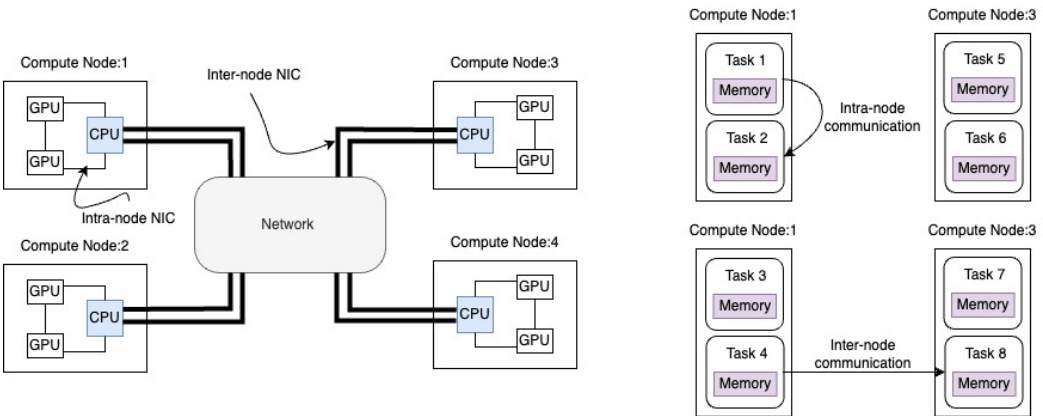 Compute Node:1
GPU
CPU
GPU
Intra-node NIC
Inter-node NIC
Compute Node:3
GPU
CPU
GPU
Network
Compute Node:2
GPU
CPU
GPU
Compute Node:4
GPU
CPU
GPU
Compute Node:1
Task 1
Memory
Task 2
Memory
Intra-node
communication
Compute Node:3
Task 5
Memory
Task 6
Memory
Compute Node:1
Task 3
Memory
Task 4
Memory
Inter-node
communication
Compute Node:3
Task 7
Memory
Task 8
Memory